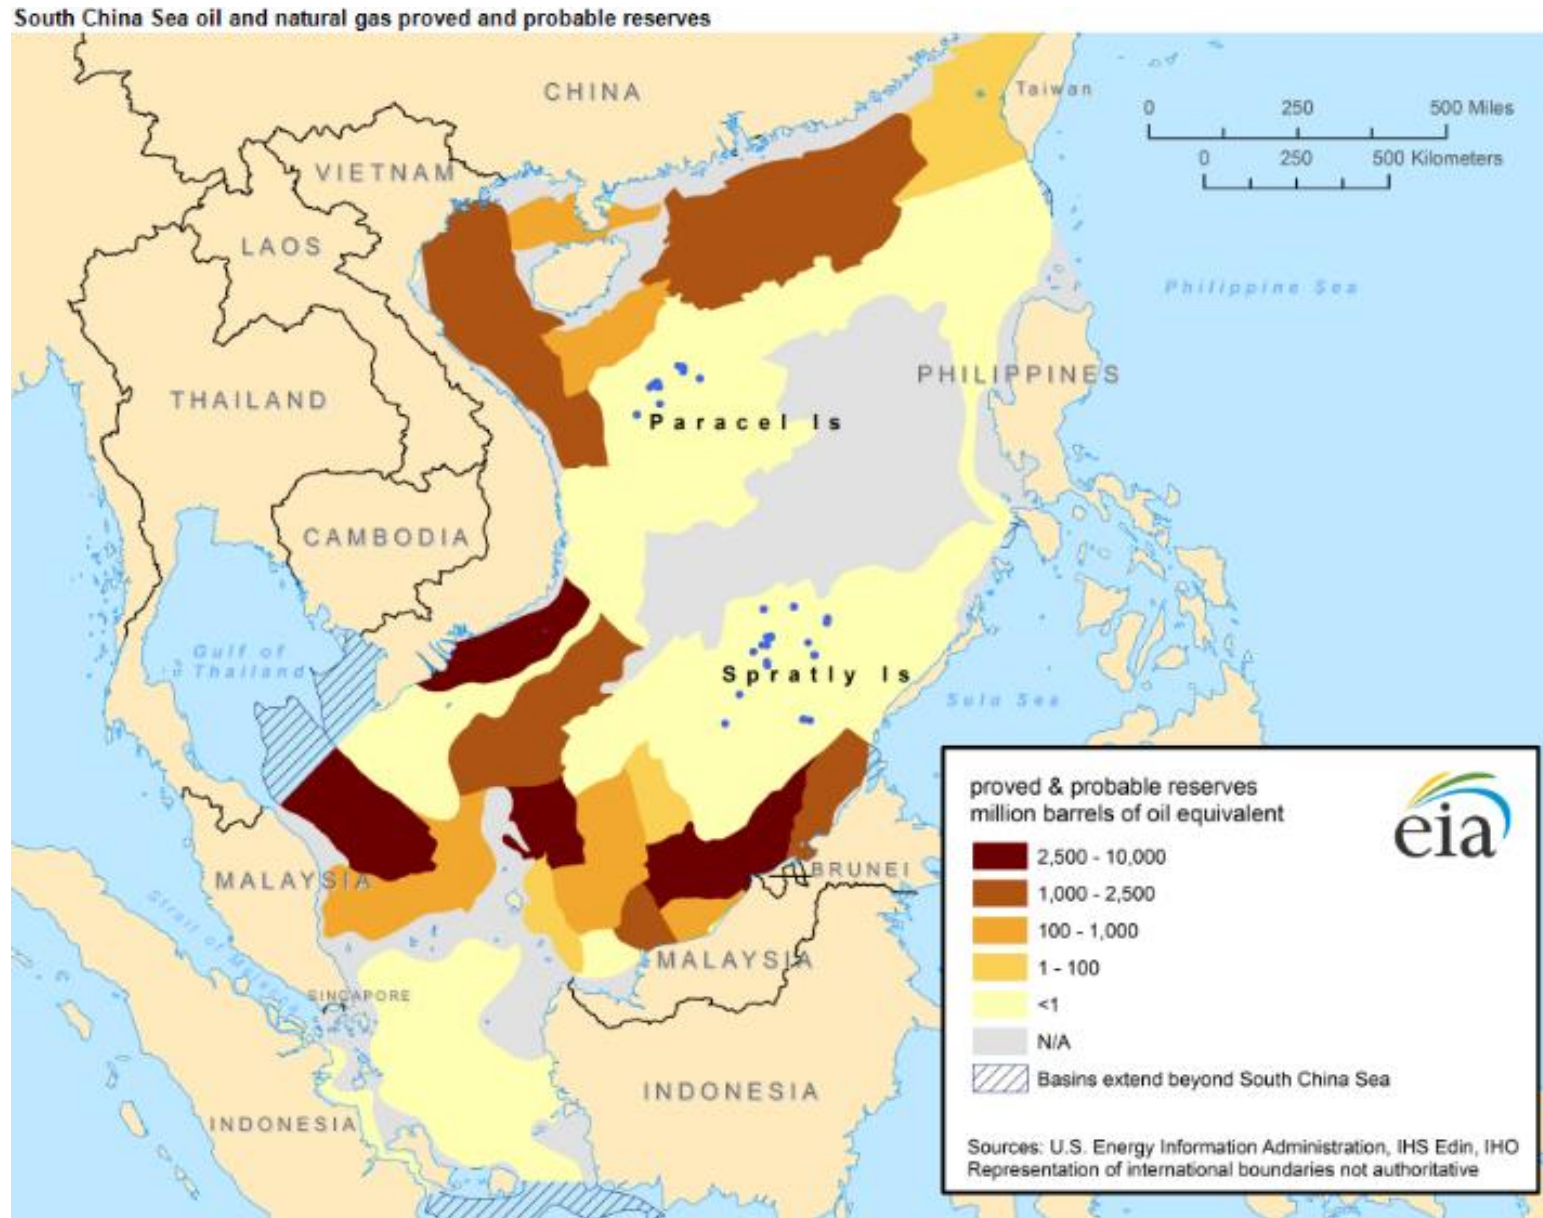 South China Sea oil and natural gas proved and probable reserves
CHINA
Taiwan
0 250 500 Miles
0 250 500 Kilometers
VIETNAM
LAOS
Philippine Sea
THAILAND
PHILIPPINES
Paracel Is
CAMBODIA
Gulf of
Thailand
Spratly Is
Sulu Sea
MALAYSIA
BRUNEI
Strait of Malacca
MALAYSIA
SINGAPORE
INDONESIA
INDONESIA
proved & probable reserves
million barrels of oil equivalent
eia
2,500 - 10,000
1,000 - 2,500
100 - 1,000
1 - 100
<1
N/A
Basins extend beyond South China Sea
Sources: U.S. Energy Information Administration, IHS Edin, IHO
Representation of international boundaries not authoritative